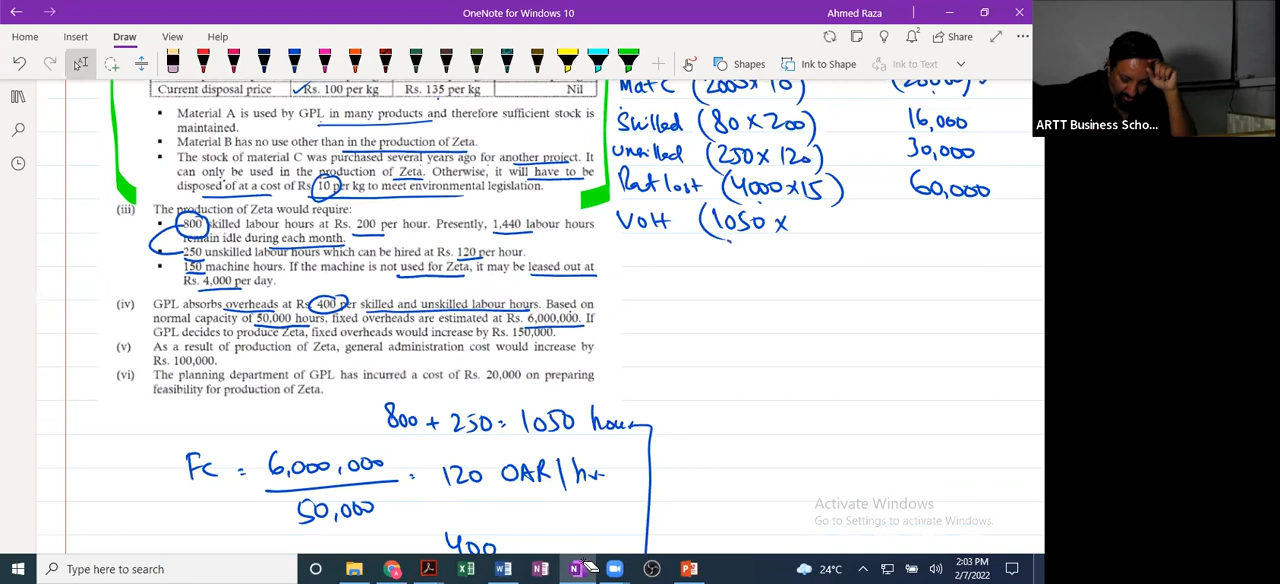 OneNote for Windows 10
Ahmed Raza
Home Insert Draw View Help
Share
Shapes
Ink to Shape
Ink to Text
Current disposal price Rs. 100 per kg Rs. 135 per kg Nil
Material A is used by GPL in many products and therefore sufficient stock is
maintained.
Material B has no use other than in the production of Zeta.
The stock of material C was purchased several years ago for another project. It
can only be used in the production of Zeta. Otherwise, it will have to be
disposed of at a cost of Rs. 10 per kg to meet environmental legislation.
(iii) The production of Zeta would require:
800 skilled labour hours at Rs. 200 per hour. Presently, 1,440 labour hours
remain idle during each month.
250 unskilled labour hours which can be hired at Rs. 120 per hour.
150 machine hours. If the machine is not used for Zeta, it may be leased out at
Rs. 4,000 per day.
(iv) GPL absorbs overheads at Rs. 400 per skilled and unskilled labour hours. Based on
normal capacity of 50,000 hours, fixed overheads are estimated at Rs. 6,000,000. If
GPL decides to produce Zeta, fixed overheads would increase by Rs. 150,000.
(v) As a result of production of Zeta, general administration cost would increase by
Rs. 100,000.
(vi) The planning department of GPL has incurred a cost of Rs. 20,000 on preparing
feasibility for production of Zeta.
Mat C (2000 x 10)
Skilled (80 x 200) 16,000
unskilled (250 x 120) 30,000
Rent lost (4000 x 15) 60,000
VOH (1050 x
800 + 250 = 1050 hour
FC = 6,000,000 = 120 OAR/hr
50,000
400
ARTT Business Scho...
Activate Windows
Go to Settings to activate Windows.
Type here to search
24°C
2:03 PM
2/7/2022